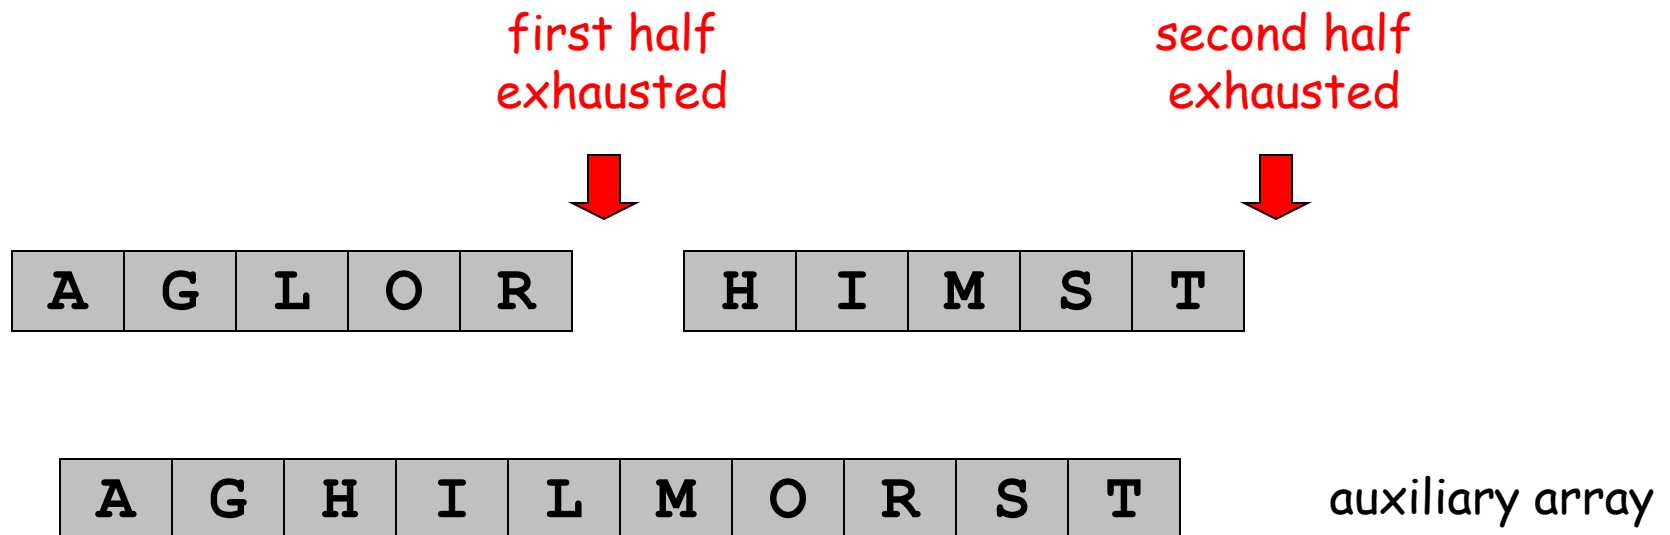 first half
exhausted
second half
exhausted
A G L O R
H I M S T
A G H I L M O R S T
auxiliary array